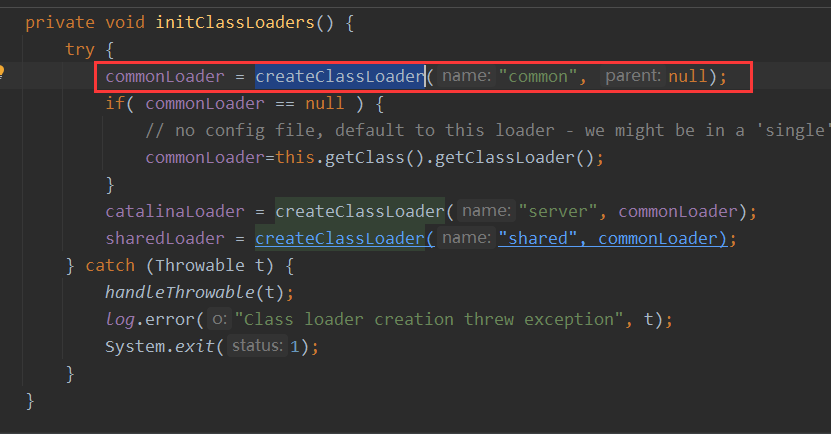 private void initClassLoaders() {
try {
commonLoader = createClassLoader( name: "common", parent: null);
if( commonLoader == null ) {
// no config file, default to this loader - we might be in a 'single'
commonLoader=this.getClass().getClassLoader();
}
catalinaLoader = createClassLoader( name: "server", commonLoader);
sharedLoader = createClassLoader( name: "shared", commonLoader);
} catch (Throwable t) {
handleThrowable(t);
log.error( o: "Class loader creation threw exception", t);
System.exit( status: 1);
}
}